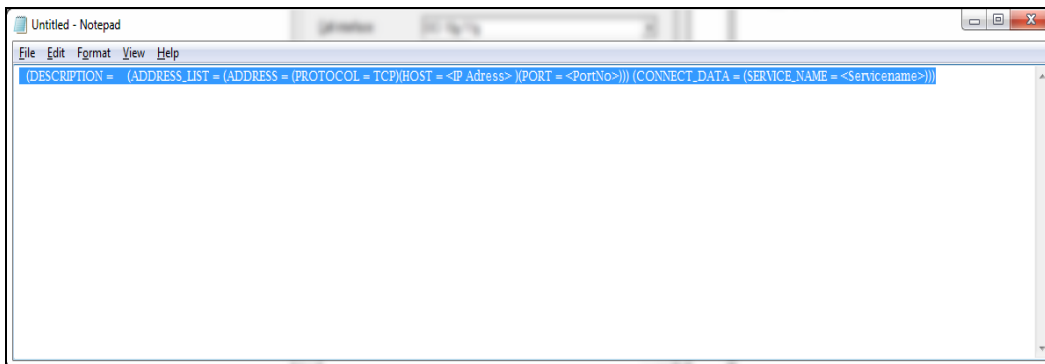 Untitled - Notepad
File Edit Format View Help
(DESCRIPTION = (ADDRESS_LIST = (ADDRESS = (PROTOCOL = TCP)(HOST = <IP Adress> )(PORT = <PortNo>))) (CONNECT_DATA = (SERVICE_NAME = <Servicename>)))